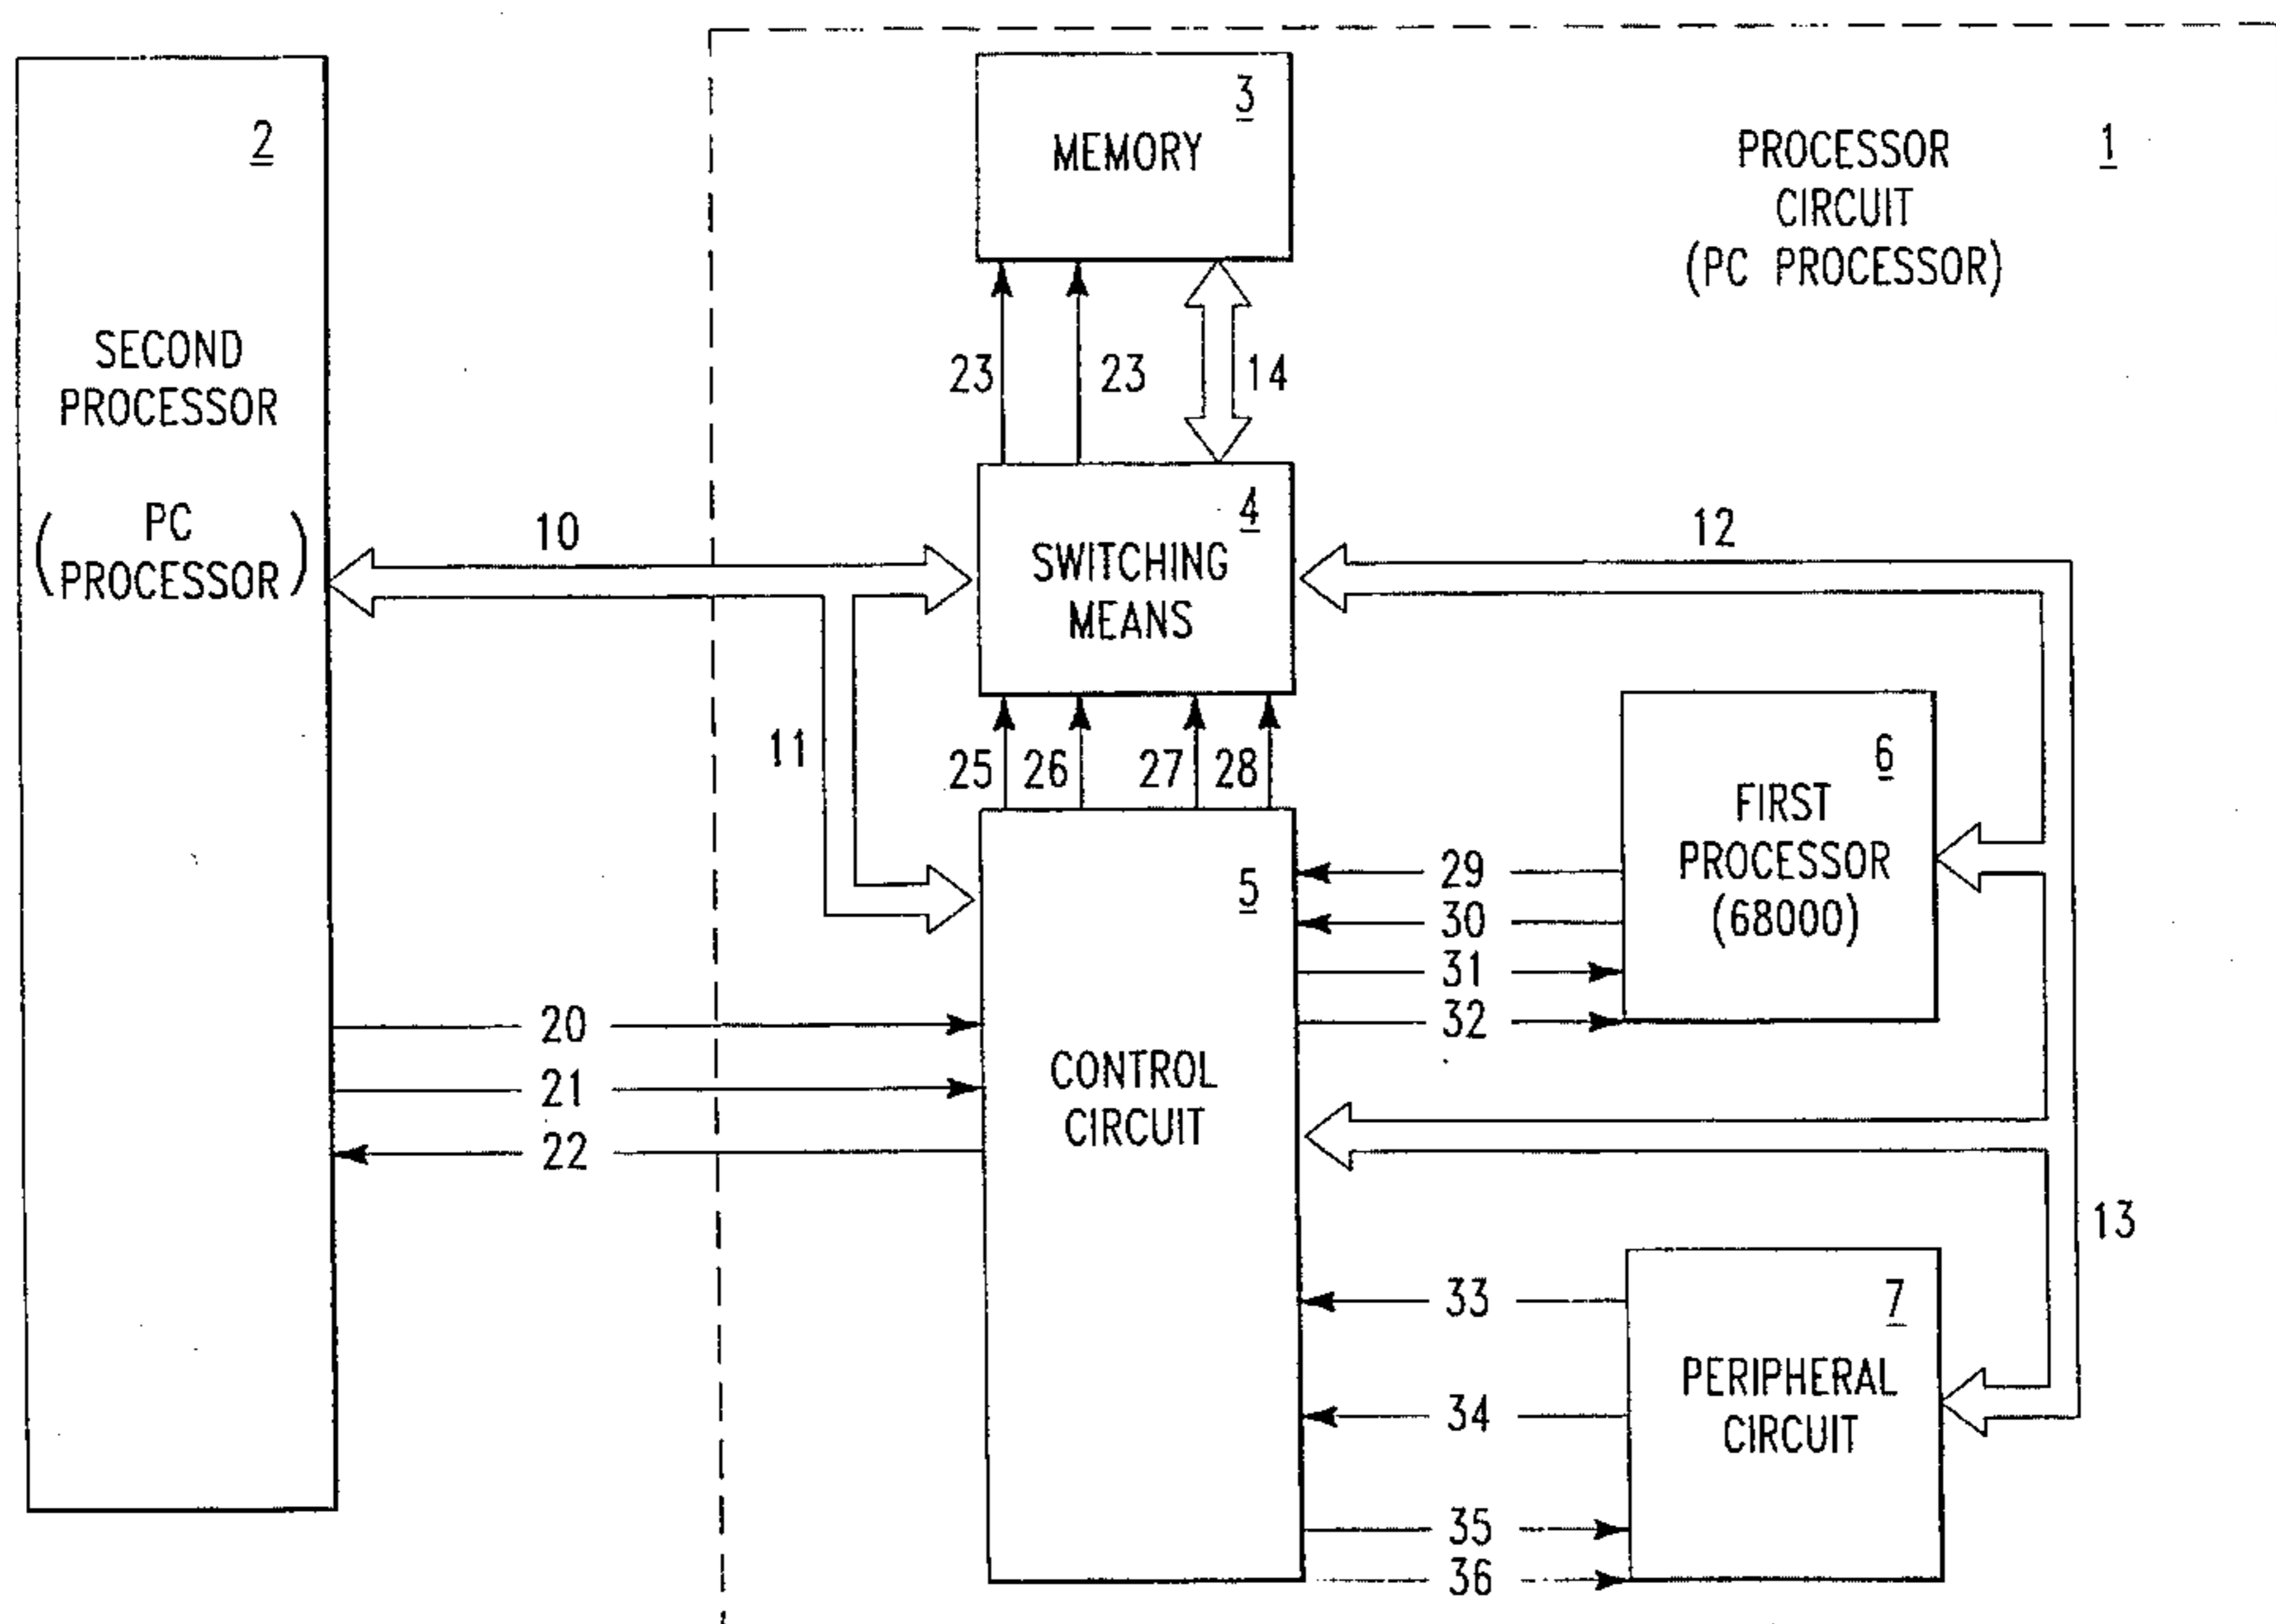 2
SECOND
PROCESSOR
(PC
PROCESSOR)
3
MEMORY
PROCESSOR
CIRCUIT
(PC PROCESSOR)
1
23
23
14
10
4
SWITCHING
MEANS
12
11
25
26
27
28
6
FIRST
PROCESSOR
(68000)
5
CONTROL
CIRCUIT
29
30
31
32
20
21
22
13
33
34
35
36
7
PERIPHERAL
CIRCUIT